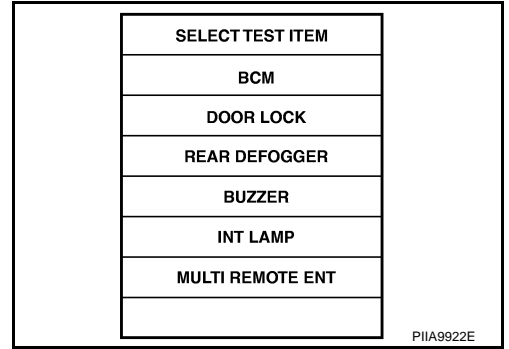 SELECT TEST ITEM
BCM
DOOR LOCK
REAR DEFOGGER
BUZZER
INT LAMP
MULTI REMOTE ENT
PIIA9922E